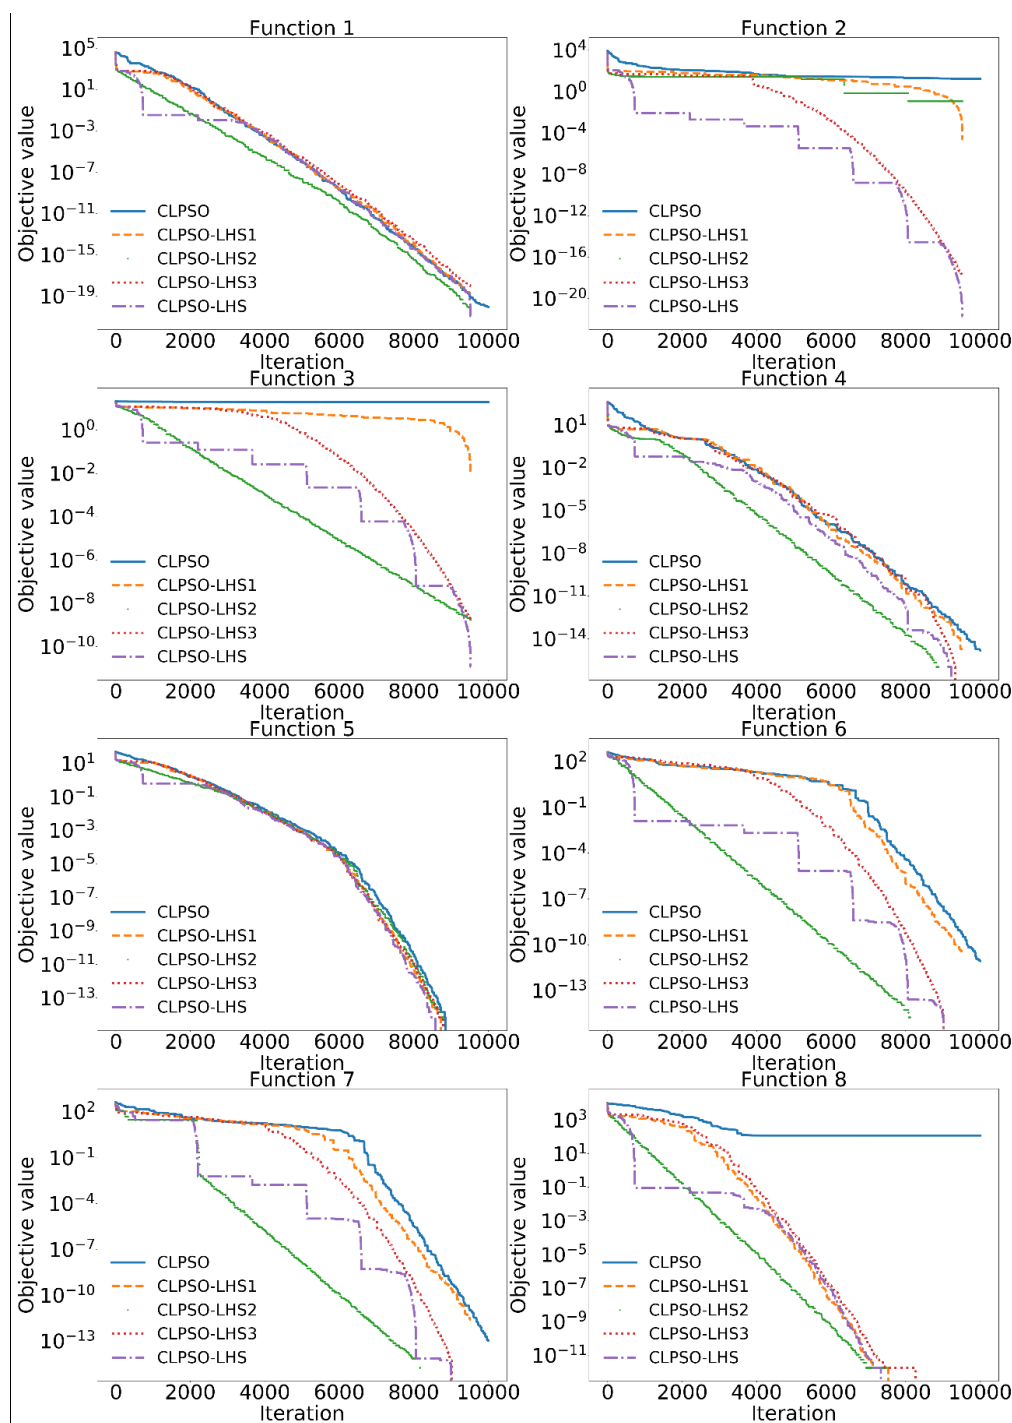 Function 1
Objective value
10^5
10^1
10^−3
10^−7
10^−11
10^−15
10^−19
CLPSO
CLPSO-LHS1
CLPSO-LHS2
CLPSO-LHS3
CLPSO-LHS
0 2000 4000 6000 8000 10000
Iteration
Function 2
Objective value
10^4
10^0
10^−4
10^−8
10^−12
10^−16
10^−20
CLPSO
CLPSO-LHS1
CLPSO-LHS2
CLPSO-LHS3
CLPSO-LHS
0 2000 4000 6000 8000 10000
Iteration
Function 3
Objective value
10^0
10^−2
10^−4
10^−6
10^−8
10^−10
CLPSO
CLPSO-LHS1
CLPSO-LHS2
CLPSO-LHS3
CLPSO-LHS
0 2000 4000 6000 8000 10000
Iteration
Function 4
Objective value
10^1
10^−2
10^−5
10^−8
10^−11
10^−14
CLPSO
CLPSO-LHS1
CLPSO-LHS2
CLPSO-LHS3
CLPSO-LHS
0 2000 4000 6000 8000 10000
Iteration
Function 5
Objective value
10^1
10^−1
10^−3
10^−5
10^−7
10^−9
10^−11
10^−13
CLPSO
CLPSO-LHS1
CLPSO-LHS2
CLPSO-LHS3
CLPSO-LHS
0 2000 4000 6000 8000 10000
Iteration
Function 6
Objective value
10^2
10^−1
10^−4
10^−7
10^−10
10^−13
CLPSO
CLPSO-LHS1
CLPSO-LHS2
CLPSO-LHS3
CLPSO-LHS
0 2000 4000 6000 8000 10000
Iteration
Function 7
Objective value
10^2
10^−1
10^−4
10^−7
10^−10
10^−13
CLPSO
CLPSO-LHS1
CLPSO-LHS2
CLPSO-LHS3
CLPSO-LHS
0 2000 4000 6000 8000 10000
Iteration
Function 8
Objective value
10^3
10^1
10^−1
10^−3
10^−5
10^−7
10^−9
10^−11
CLPSO
CLPSO-LHS1
CLPSO-LHS2
CLPSO-LHS3
CLPSO-LHS
0 2000 4000 6000 8000 10000
Iteration